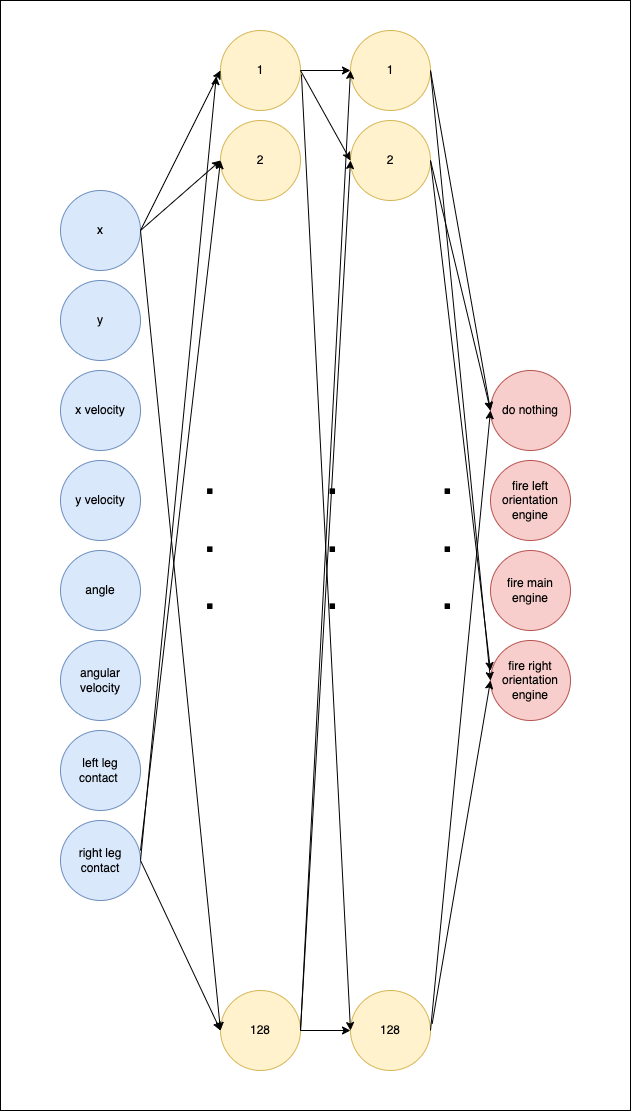 1
1
2
2
x
y
x velocity
do nothing
y velocity
fire left
orientation
engine
angle
fire main
engine
angular
velocity
fire right
orientation
engine
left leg
contact
right leg
contact
128
128